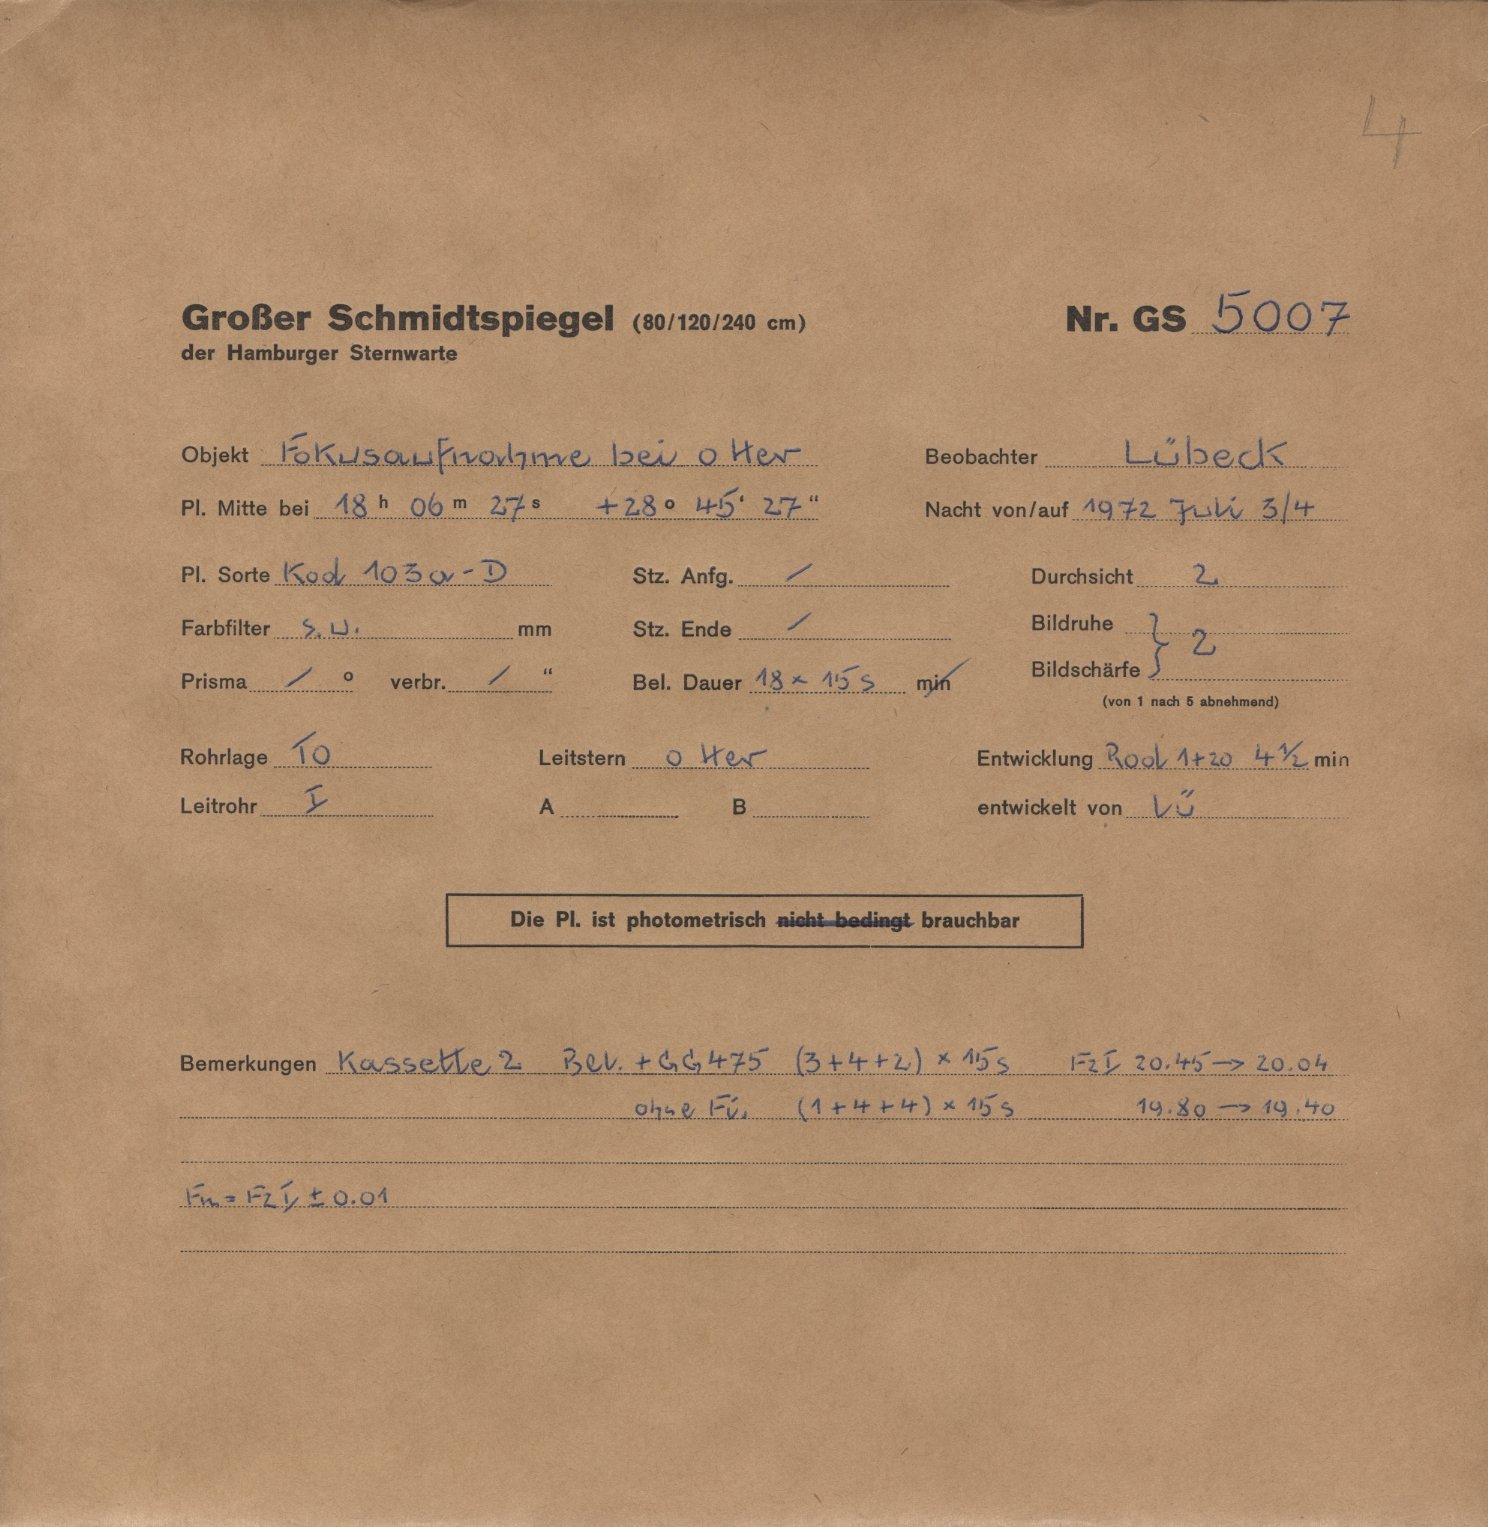 4
Großer Schmidtspiegel (80/120/240 cm) Nr. GS 5007
der Hamburger Sternwarte
Objekt Fokusaufnahme bei o Her Beobachter Lübeck
Pl. Mitte bei 18 h 06 m 27 s +28 o 45 ' 27 " Nacht von/auf 1972 Juli 3/4
Pl. Sorte Kod 103a-D Stz. Anfg. / Durchsicht 2
Farbfilter s.u. mm Stz. Ende / Bildruhe } 2
Prisma / o verbr. / " Bel. Dauer 18 x 15 s min Bildschärfe
(von 1 nach 5 abnehmend)
Rohrlage TO Leitstern o Her Entwicklung Rod 1+20 4 1/2 min
Leitrohr I A B entwickelt von Lü
Die Pl. ist photometrisch nicht bedingt brauchbar
Bemerkungen Kassette 2 Bel. + GG475 (3+4+2) x 15s FzI 20.45 → 20.04
ohne Fi. (1+4+4) x 15s 19.80 → 19.40
Fm = FzI ± 0.01